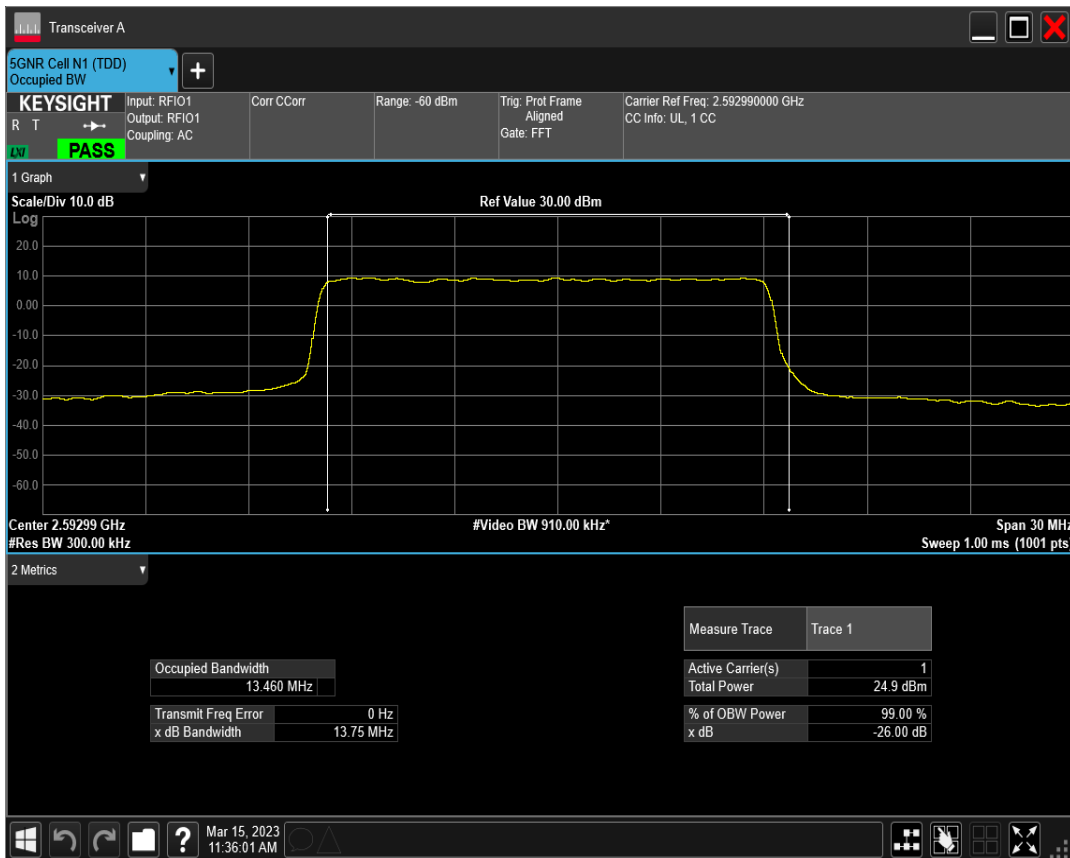 Transceiver A
5GNR Cell N1 (TDD)
Occupied BW
+
KEYSIGHT
R T
LXI
PASS
Input: RFIO1
Output: RFIO1
Coupling: AC
Corr CCorr
Range: -60 dBm
Trig: Prot Frame
Aligned
Gate: FFT
Carrier Ref Freq: 2.592990000 GHz
CC Info: UL, 1 CC
1 Graph
Scale/Div 10.0 dB
Ref Value 30.00 dBm
Log
20.0
10.0
0.00
-10.0
-20.0
-30.0
-40.0
-50.0
-60.0
Center 2.59299 GHz
#Video BW 910.00 kHz*
Span 30 MHz
#Res BW 300.00 kHz
Sweep 1.00 ms (1001 pts)
2 Metrics
Measure Trace Trace 1
Occupied Bandwidth
13.460 MHz
Active Carrier(s) 1
Total Power 24.9 dBm
Transmit Freq Error 0 Hz
x dB Bandwidth 13.75 MHz
% of OBW Power 99.00 %
x dB -26.00 dB
?
Mar 15, 2023
11:36:01 AM